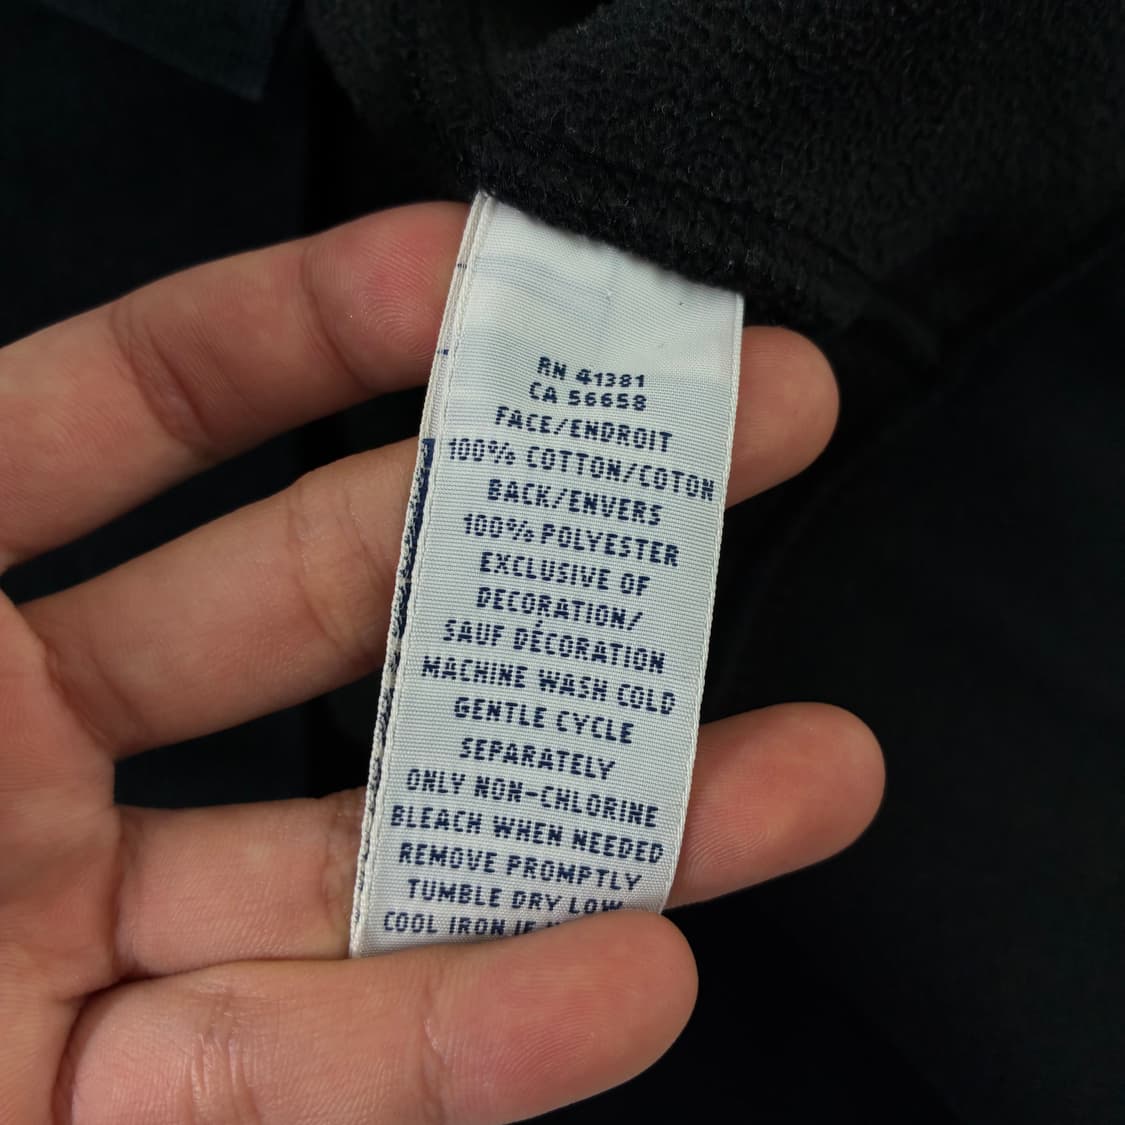 RN 41381
CA 56658
FACE/ENDROIT
100% COTTON/COTON
BACK/ENVERS
100% POLYESTER
EXCLUSIVE OF
DECORATION/
SAUF DÉCORATION
MACHINE WASH COLD
GENTLE CYCLE
SEPARATELY
ONLY NON-CHLORINE
BLEACH WHEN NEEDED
REMOVE PROMPTLY
TUMBLE DRY LOW
COOL IRON IF